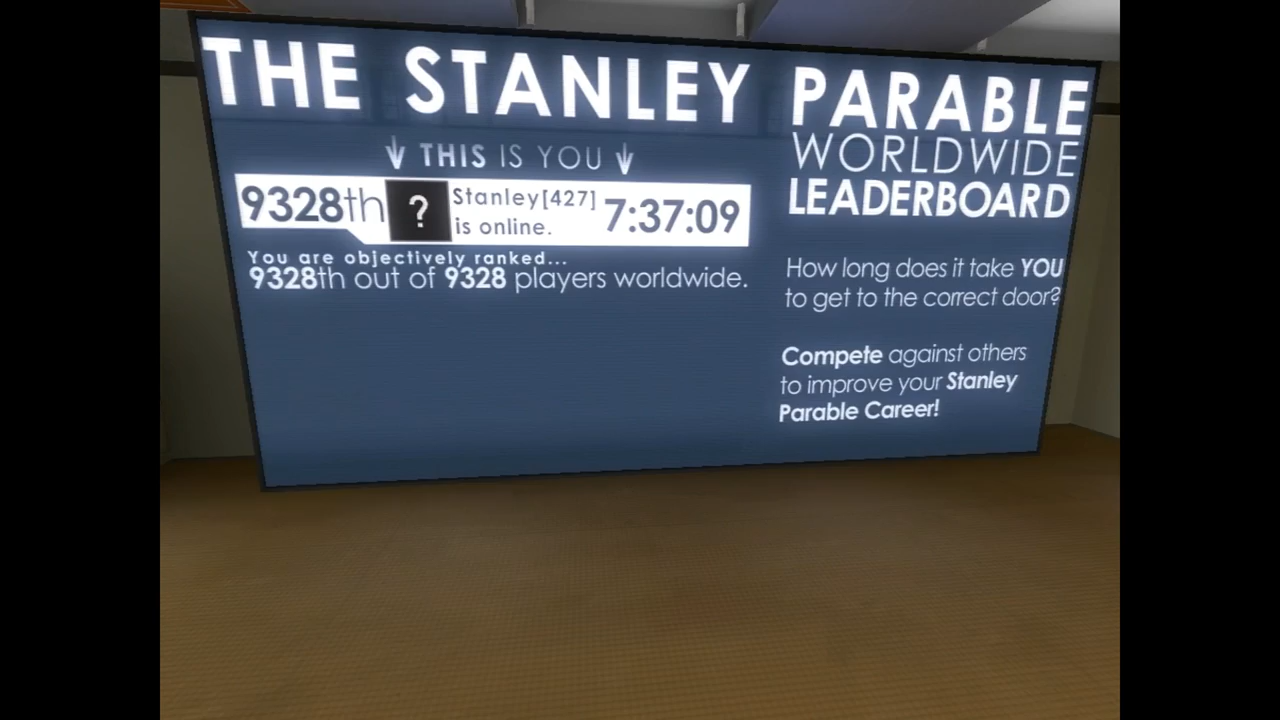 THE STANLEY PARABLE
WORLDWIDE
LEADERBOARD
THIS IS YOU
9328th ? Stanley[427] is online. 7:37:09
You are objectively ranked...
9328th out of 9328 players worldwide.
How long does it take YOU
to get to the correct door?
Compete against others
to improve your Stanley
Parable Career!